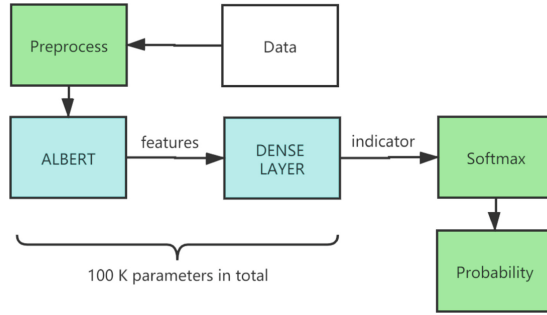 Preprocess
Data
ALBERT
features
DENSE
LAYER
indicator
Softmax
100 K parameters in total
Probability